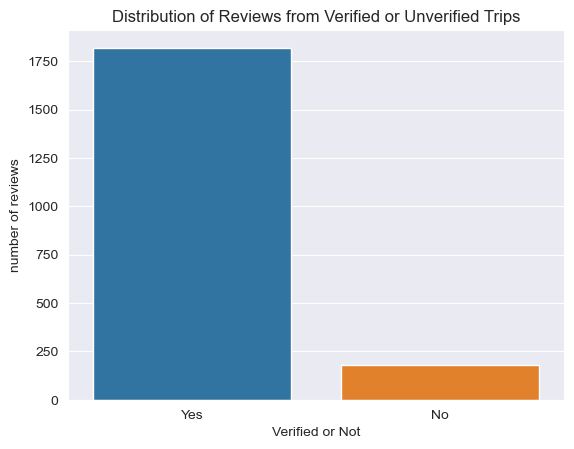 Distribution of Reviews from Verified or Unverified Trips
number of reviews
1750
1500
1250
1000
750
500
250
0
Yes
No
Verified or Not